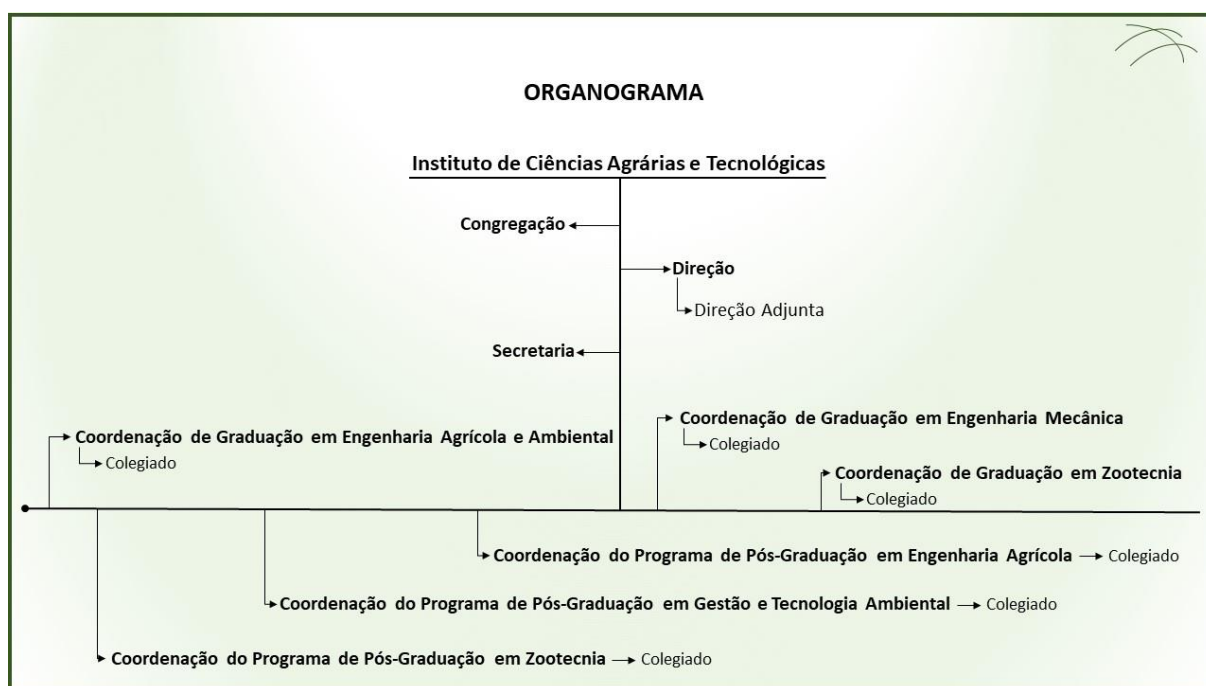 ORGANOGRAMA
Instituto de Ciências Agrárias e Tecnológicas
Congregação
Direção
Direção Adjunta
Secretaria
Coordenação de Graduação em Engenharia Mecânica
Colegiado
Coordenação de Graduação em Engenharia Agrícola e Ambiental
Colegiado
Coordenação de Graduação em Zootecnia
Colegiado
Coordenação do Programa de Pós-Graduação em Engenharia Agrícola Colegiado
Coordenação do Programa de Pós-Graduação em Gestão e Tecnologia Ambiental Colegiado
Coordenação do Programa de Pós-Graduação em Zootecnia Colegiado